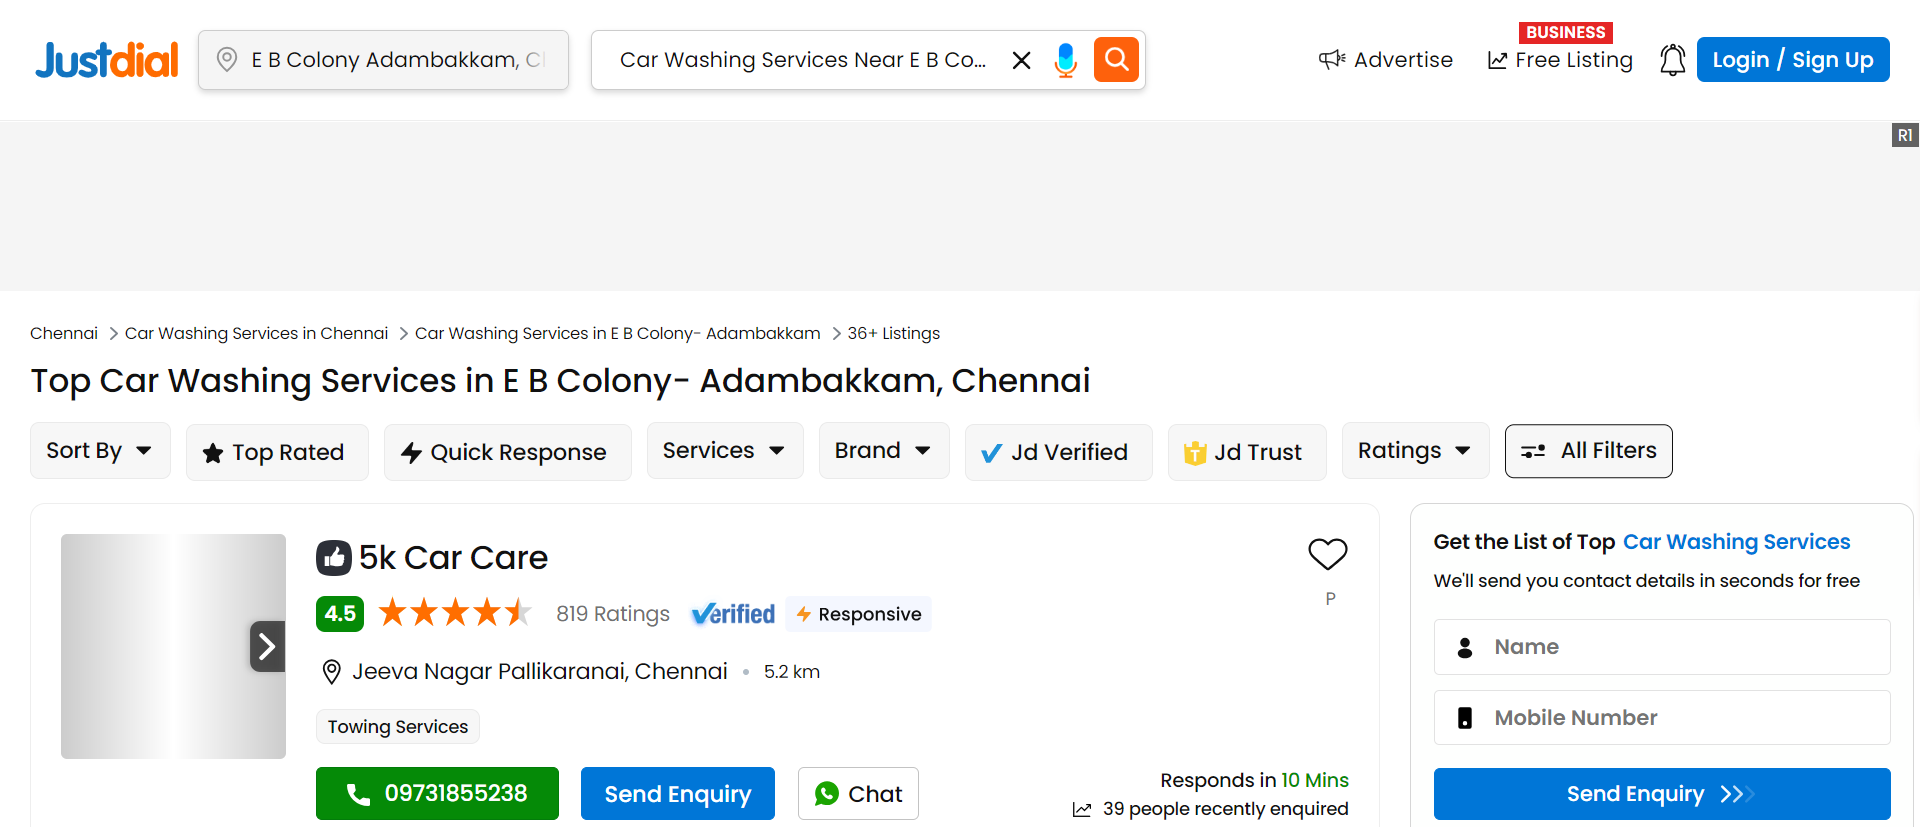 Justdial
E B Colony Adambakkam, C
Car Washing Services Near E B Co...
Advertise
BUSINESS
Free Listing
Login / Sign Up
R1
Chennai > Car Washing Services in Chennai > Car Washing Services in E B Colony- Adambakkam > 36+ Listings
Top Car Washing Services in E B Colony- Adambakkam, Chennai
Sort By
Top Rated
Quick Response
Services
Brand
Jd Verified
T Jd Trust
Ratings
All Filters
5k Car Care
4.5 819 Ratings Verified Responsive
P
Jeeva Nagar Pallikaranai, Chennai • 5.2 km
Towing Services
09731855238
Send Enquiry
Chat
Responds in 10 Mins
39 people recently enquired
Get the List of Top Car Washing Services
We'll send you contact details in seconds for free
Name
Mobile Number
Send Enquiry